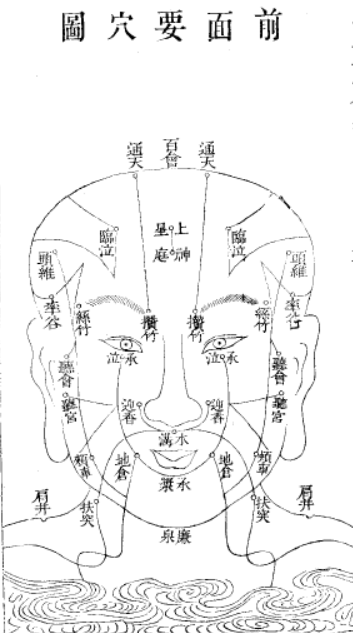 前面要穴圖
通天
百會
通天
臨泣
上星
神庭
臨泣
頭維
頭維
率谷
率谷
絲竹
攢竹
攢竹
絲竹
承泣
承泣
聽會
聽會
聽宮
迎香
迎香
聽宮
水溝
頰車
地倉
地倉
頰車
承漿
肩井
扶突
扶突
肩井
廉泉